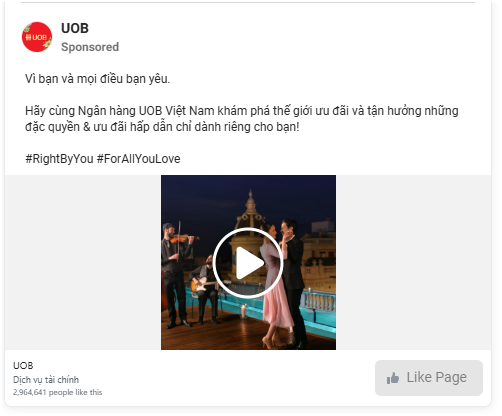 UOB
UOB
Sponsored
Vì bạn và mọi điều bạn yêu.
Hãy cùng Ngân hàng UOB Việt Nam khám phá thế giới ưu đãi và tận hưởng những
đặc quyền & ưu đãi hấp dẫn chỉ dành riêng cho bạn!
#RightByYou #ForAllYouLove
UOB
Dịch vụ tài chính
2,964,641 people like this
Like Page